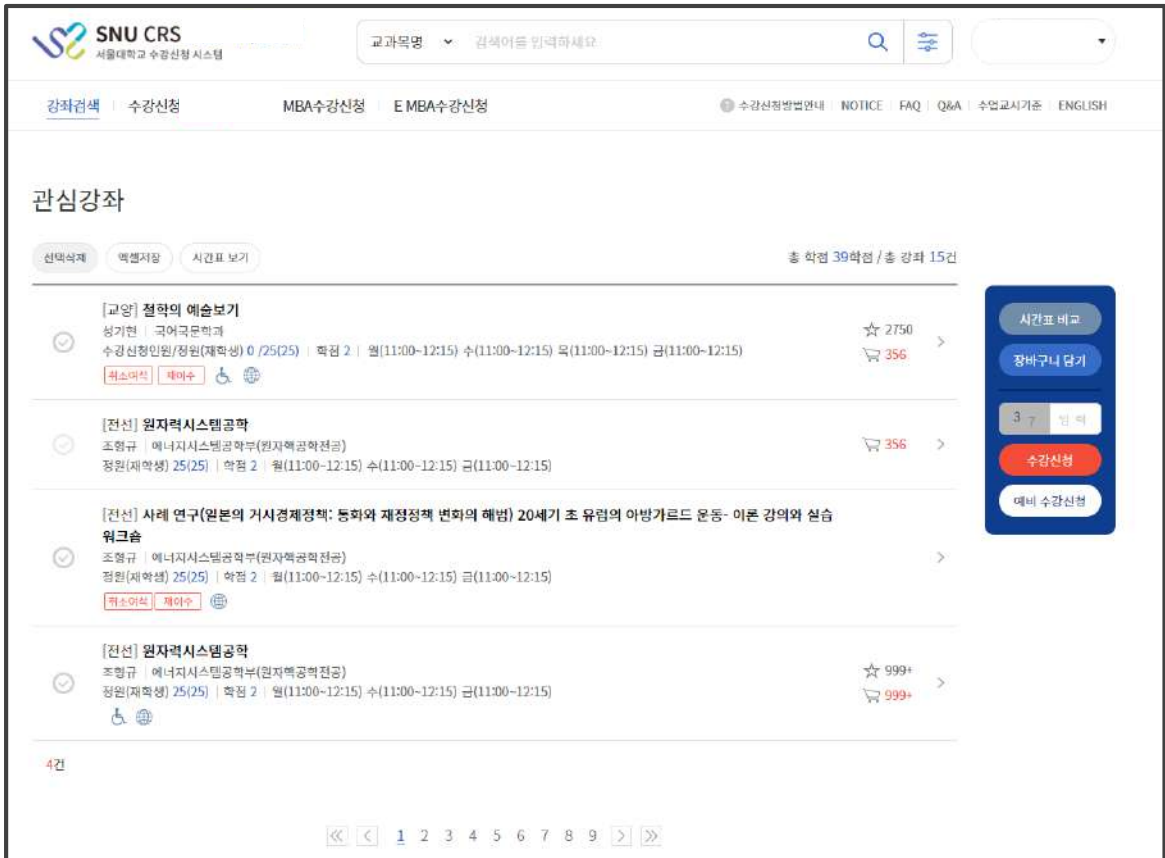 SNU CRS
서울대학교 수강신청 시스템
교과목명 검색어를 입력하세요
강좌검색 수강신청 MBA수강신청 E MBA수강신청 수강신청방법안내 NOTICE FAQ Q&A 수업교시기준 ENGLISH
관심강좌
선택삭제 엑셀저장 시간표 보기 총 학점 39학점 / 총 강좌 15건
[교양] 철학의 예술보기
성기현 국어국문학과
수강신청인원/정원(재학생) 0 /25(25) 학점 2 월(11:00~12:15) 수(11:00~12:15) 목(11:00~12:15) 금(11:00~12:15)
취소여석 재이수
2750
356
[전선] 원자력시스템공학
조형규 에너지시스템공학부(원자핵공학전공)
정원(재학생) 25(25) 학점 2 월(11:00~12:15) 수(11:00~12:15) 금(11:00~12:15)
356
[전선] 사례 연구(일본의 거시경제정책: 통화와 재정정책 변화의 해법) 20세기 초 유럽의 아방가르드 운동- 이론 강의와 실습
워크숍
조형규 에너지시스템공학부(원자핵공학전공)
정원(재학생) 25(25) 학점 2 월(11:00~12:15) 수(11:00~12:15) 금(11:00~12:15)
취소여석 재이수
[전선] 원자력시스템공학
조형규 에너지시스템공학부(원자핵공학전공)
정원(재학생) 25(25) 학점 2 월(11:00~12:15) 수(11:00~12:15) 금(11:00~12:15)
999+
999+
4건
1 2 3 4 5 6 7 8 9
시간표 비교
장바구니 담기
3 7 입력
수강신청
예비 수강신청